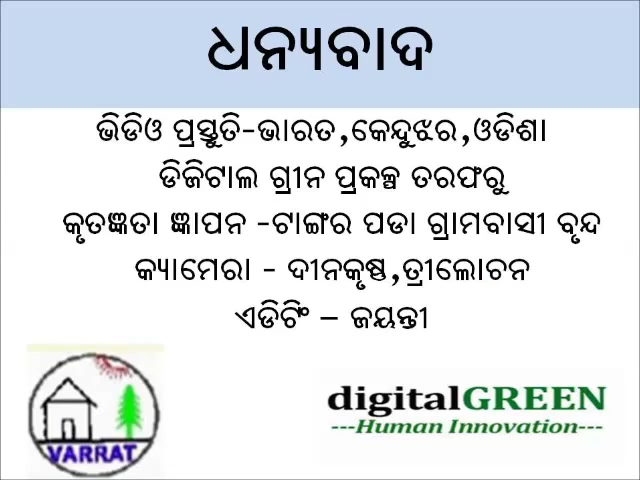 ଧନ୍ୟବାଦ
ଭିଡିଓ ପ୍ରସ୍ତୁତି-ଭାରତ,କେନ୍ଦୁଝର,ଓଡିଶା
ଡିଜିଟାଲ ଗ୍ରୀନ ପ୍ରକଳ୍ପ ତରଫରୁ
କୃତଜ୍ଞତା ଜ୍ଞାପନ -ଟାଙ୍ଗର ପଡା ଗ୍ରାମବାସୀ ବୃନ୍ଦ
କ୍ୟାମେରା - ଦୀନକୃଷ୍ଣ,ତ୍ରୀଲୋଚନ
ଏଡିଟିଂ – ଜୟନ୍ତୀ
VARRAT
digitalGREEN
---Human Innovation---